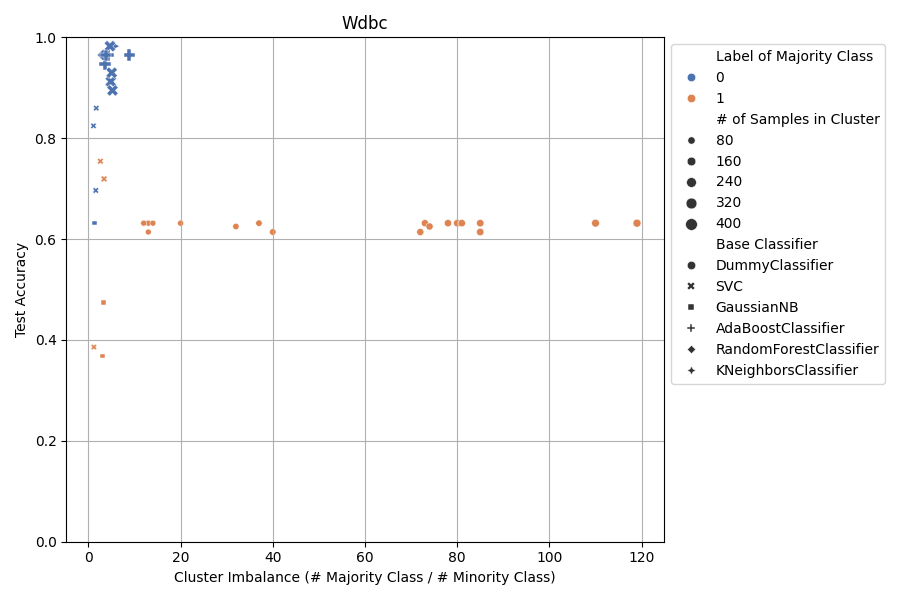 Wdbc
1.0
0.8
0.6
0.4
0.2
0.0
Test Accuracy
0 20 40 60 80 100 120
Cluster Imbalance (# Majority Class / # Minority Class)
Label of Majority Class
0
1
# of Samples in Cluster
80
160
240
320
400
Base Classifier
DummyClassifier
SVC
GaussianNB
AdaBoostClassifier
RandomForestClassifier
KNeighborsClassifier